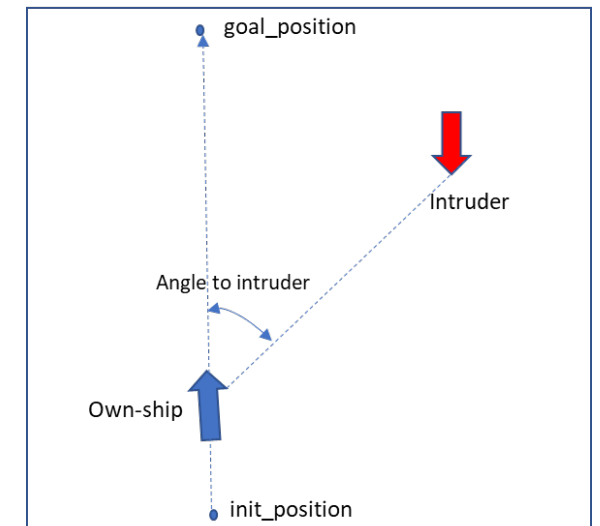 goal_position
Intruder
Angle to intruder
Own-ship
init_position